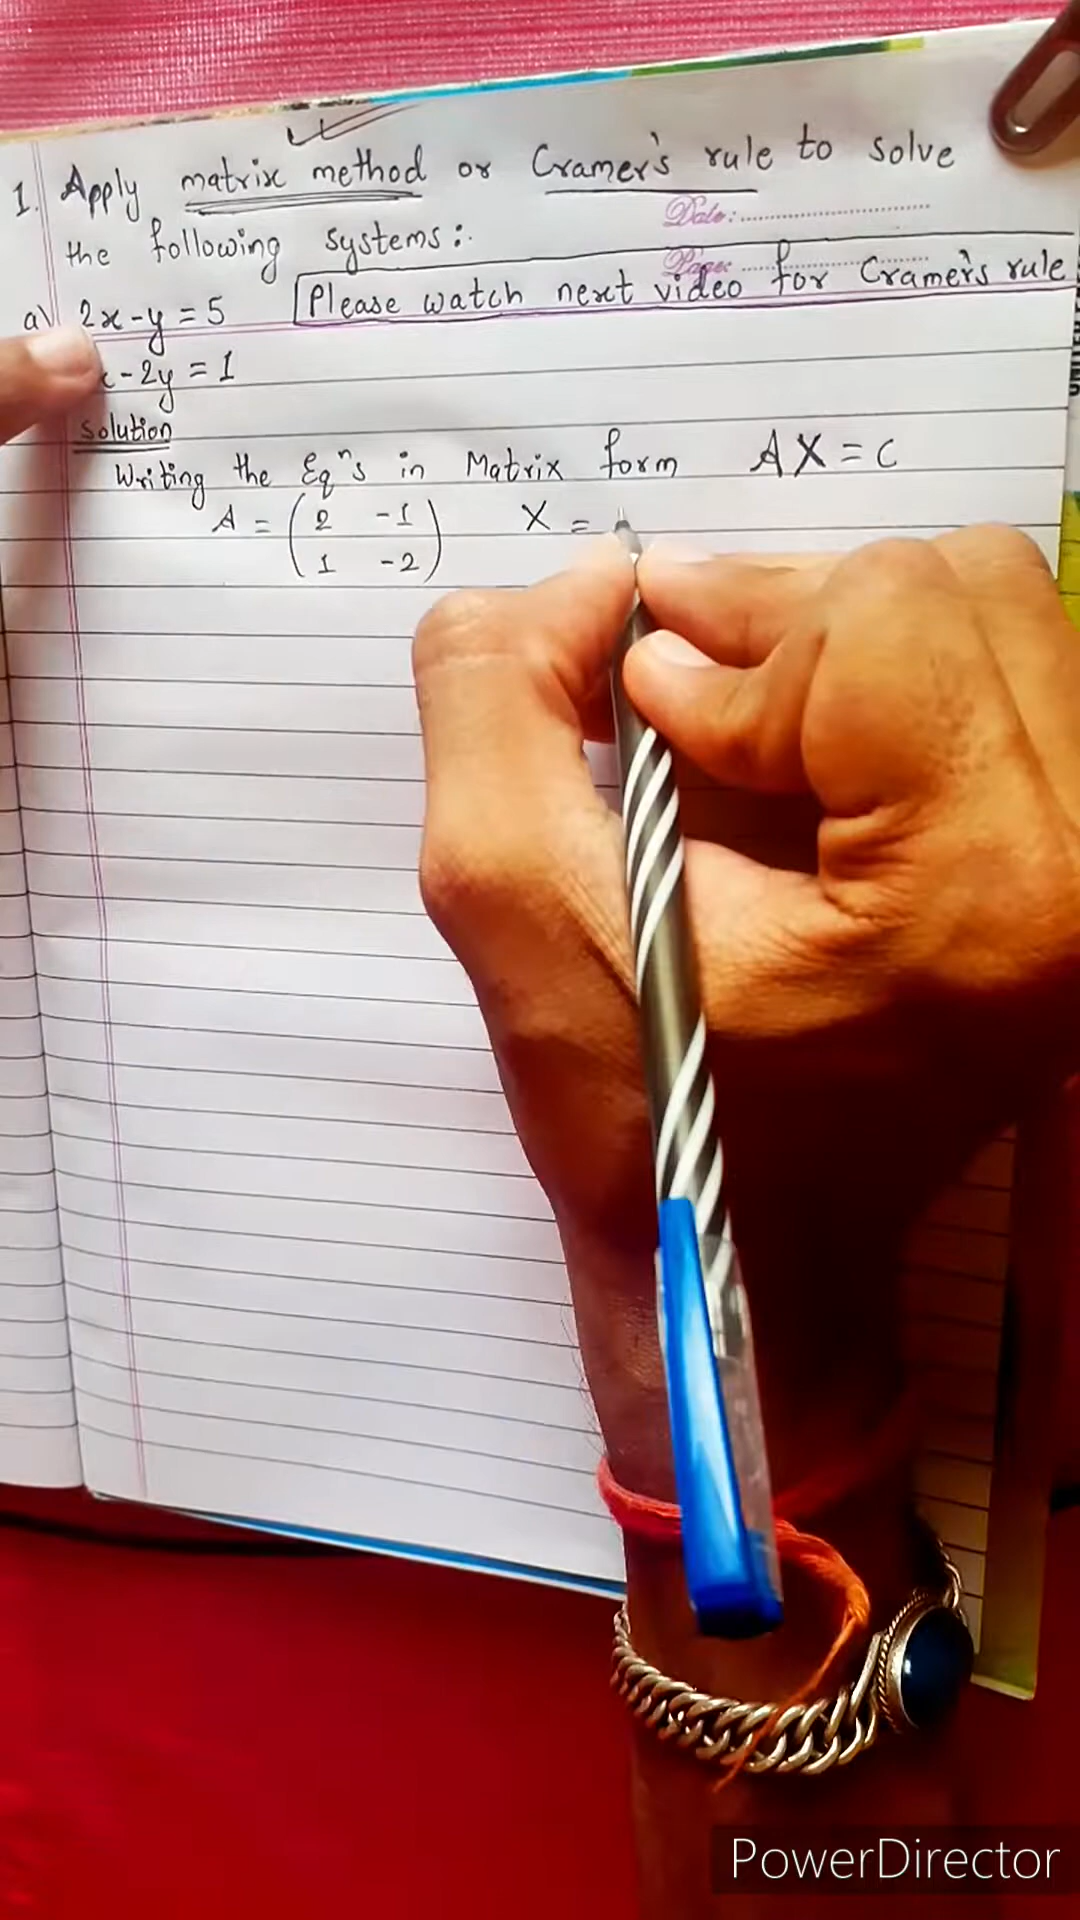 1. Apply matrix method or Cramer's rule to solve
Date:
the following systems:
Page:
Please watch next video for Cramer's rule
a) 2x-y=5
-2y=1
Solution
Writing the Eqⁿs in Matrix form AX=C
A = (2 -1 X =
1 -2)
PowerDirector